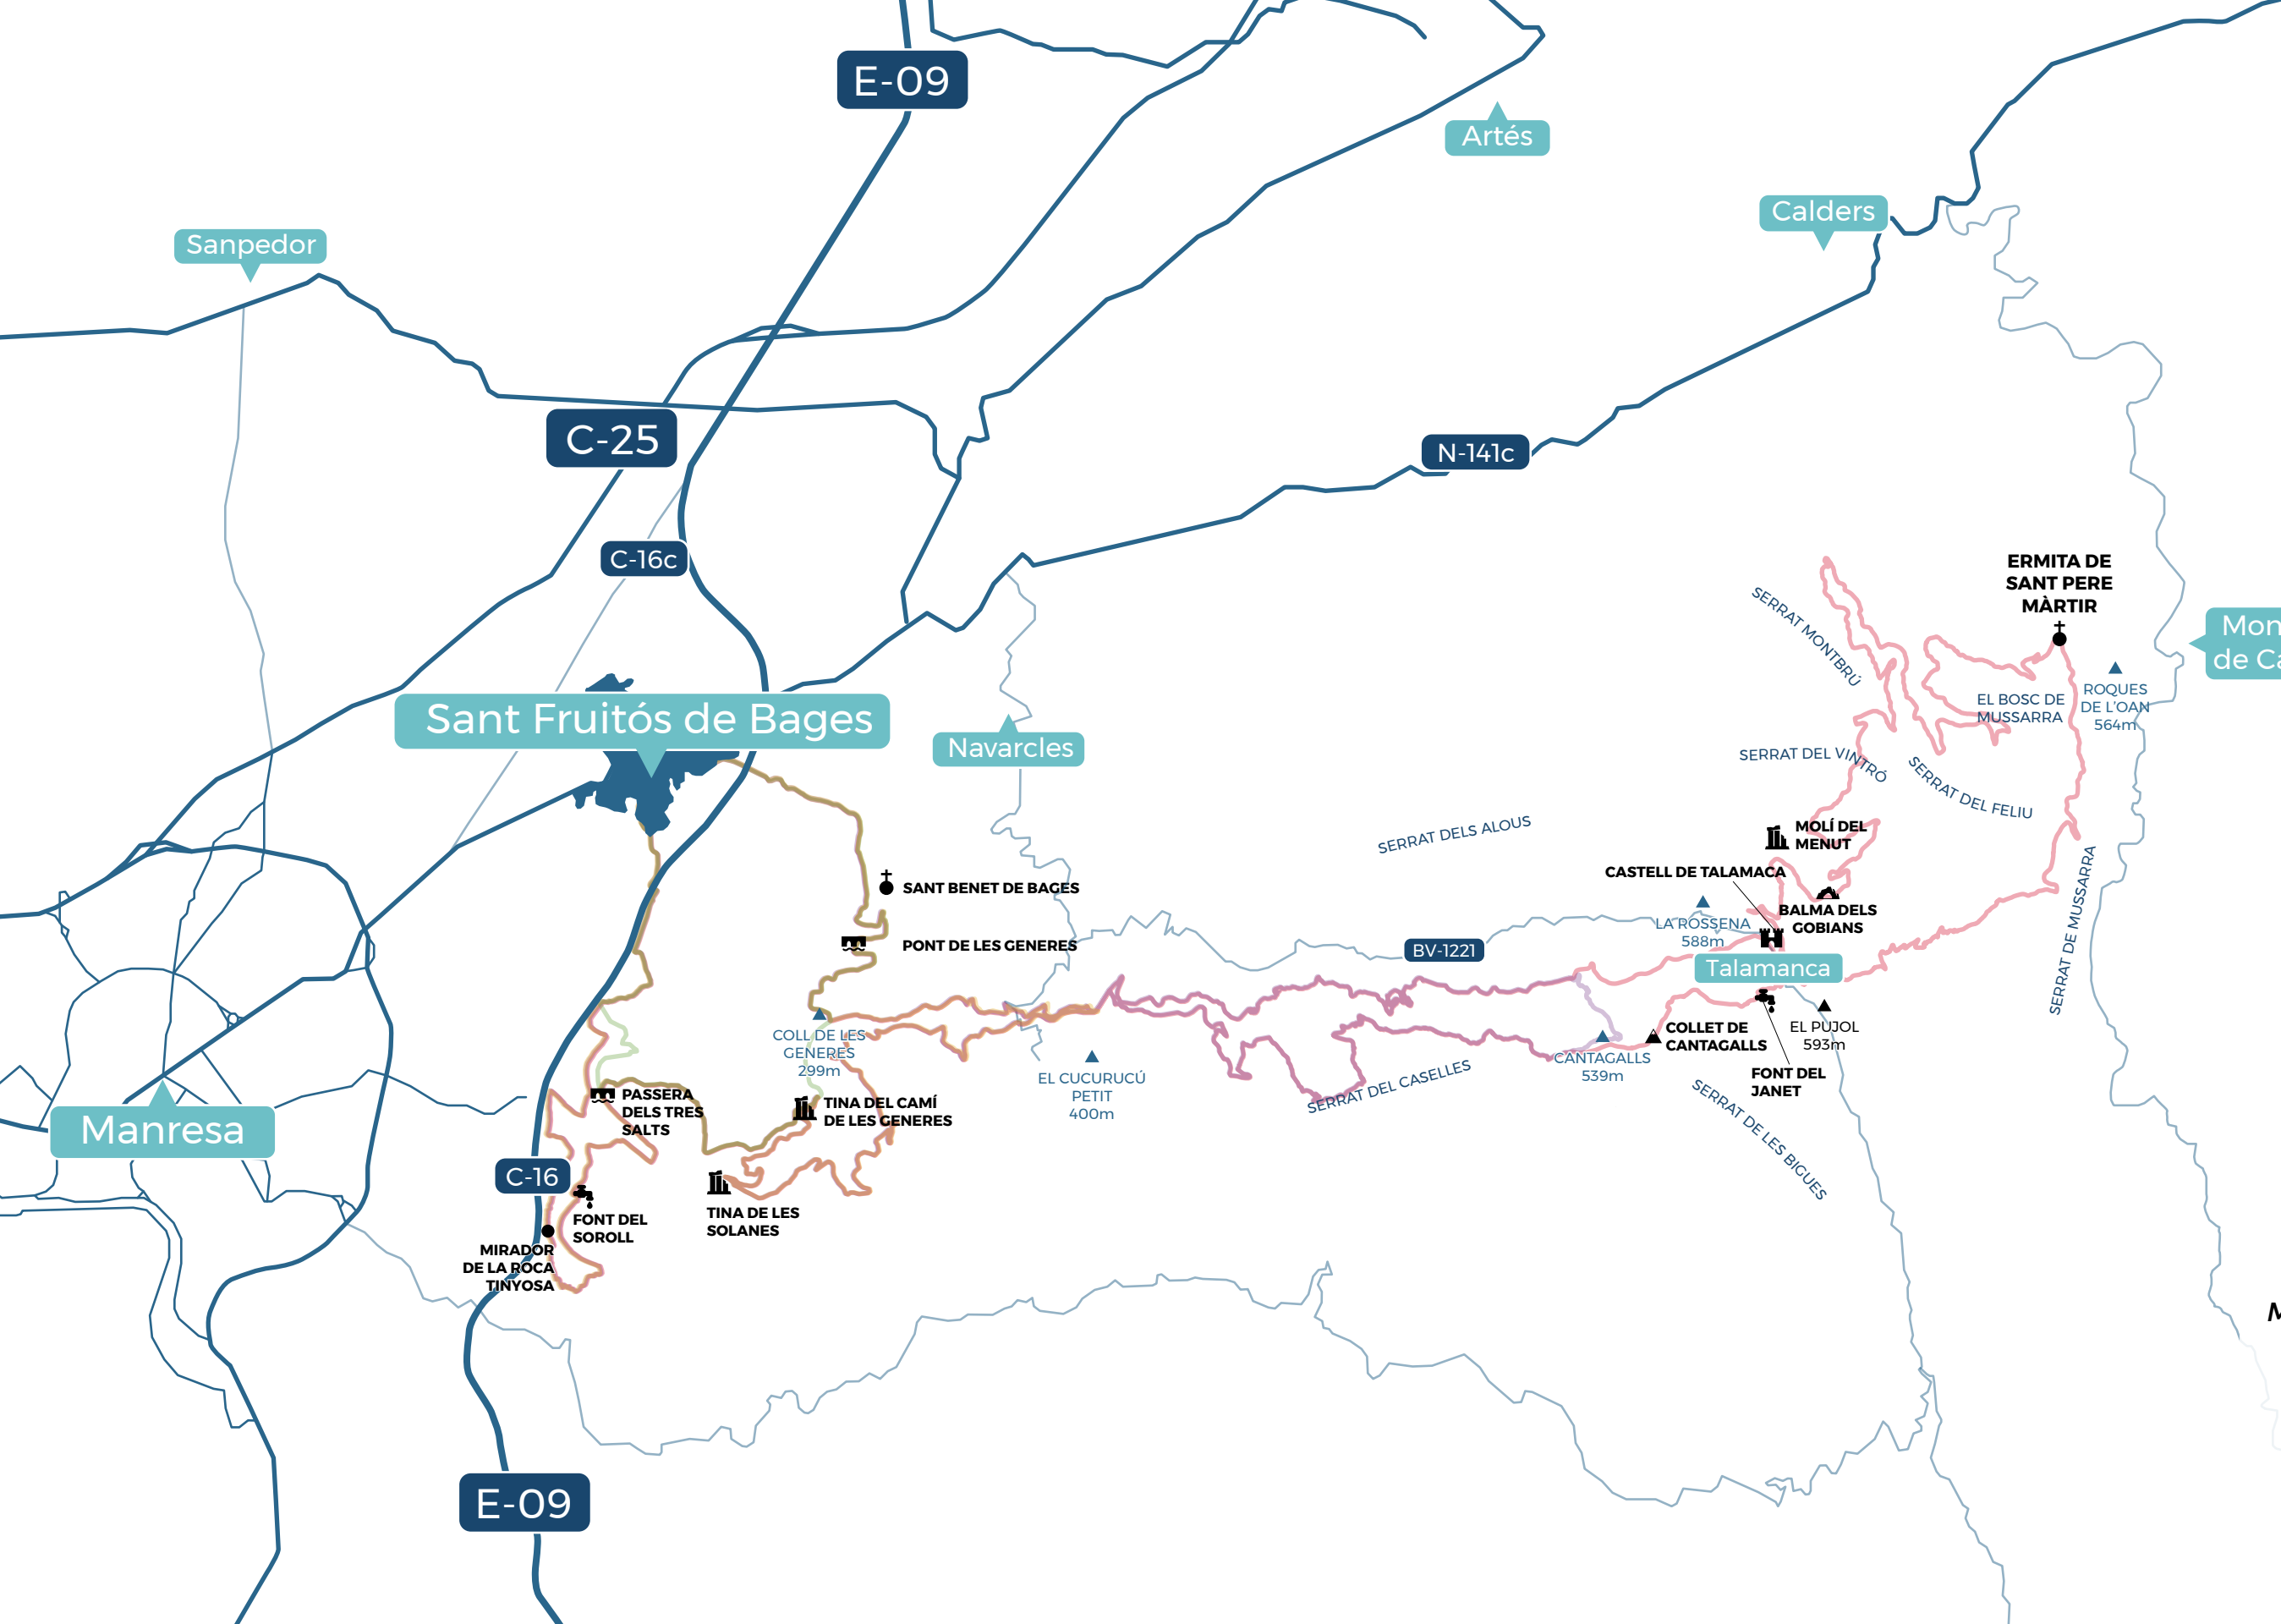 E-09
Artés
Calders
Sanpedor
C-25
N-141c
C-16c
ERMITA DE
SANT PERE
MÀRTIR
SERRAT MONTBRÚ
Mon
de Ca
ROQUES
DE L'OAN
564m
EL BOSC DE
MUSSARRA
Sant Fruitós de Bages
Navarcles
SERRAT DEL VINTRÓ
SERRAT DEL FELIU
SERRAT DELS ALOUS
MOLÍ DEL
MENUT
CASTELL DE TALAMACA
SANT BENET DE BAGES
BALMA DELS
GOBIANS
LA ROSSENA
588m
PONT DE LES GENERES
BV-1221
SERRAT DE MUSSARRA
Talamanca
COLL DE LES
GENERES
299m
COLLET DE
CANTAGALLS
EL PUJOL
593m
CANTAGALLS
539m
EL CUCURUCÚ
PETIT
400m
FONT DEL
JANET
SERRAT DEL CASELLES
PASSERA
DELS TRES
SALTS
TINA DEL CAMÍ
DE LES GENERES
Manresa
SERRAT DE LES BIGUES
C-16
FONT DEL
SOROLL
TINA DE LES
SOLANES
MIRADOR
DE LA ROCA
TINYOSA
M
E-09